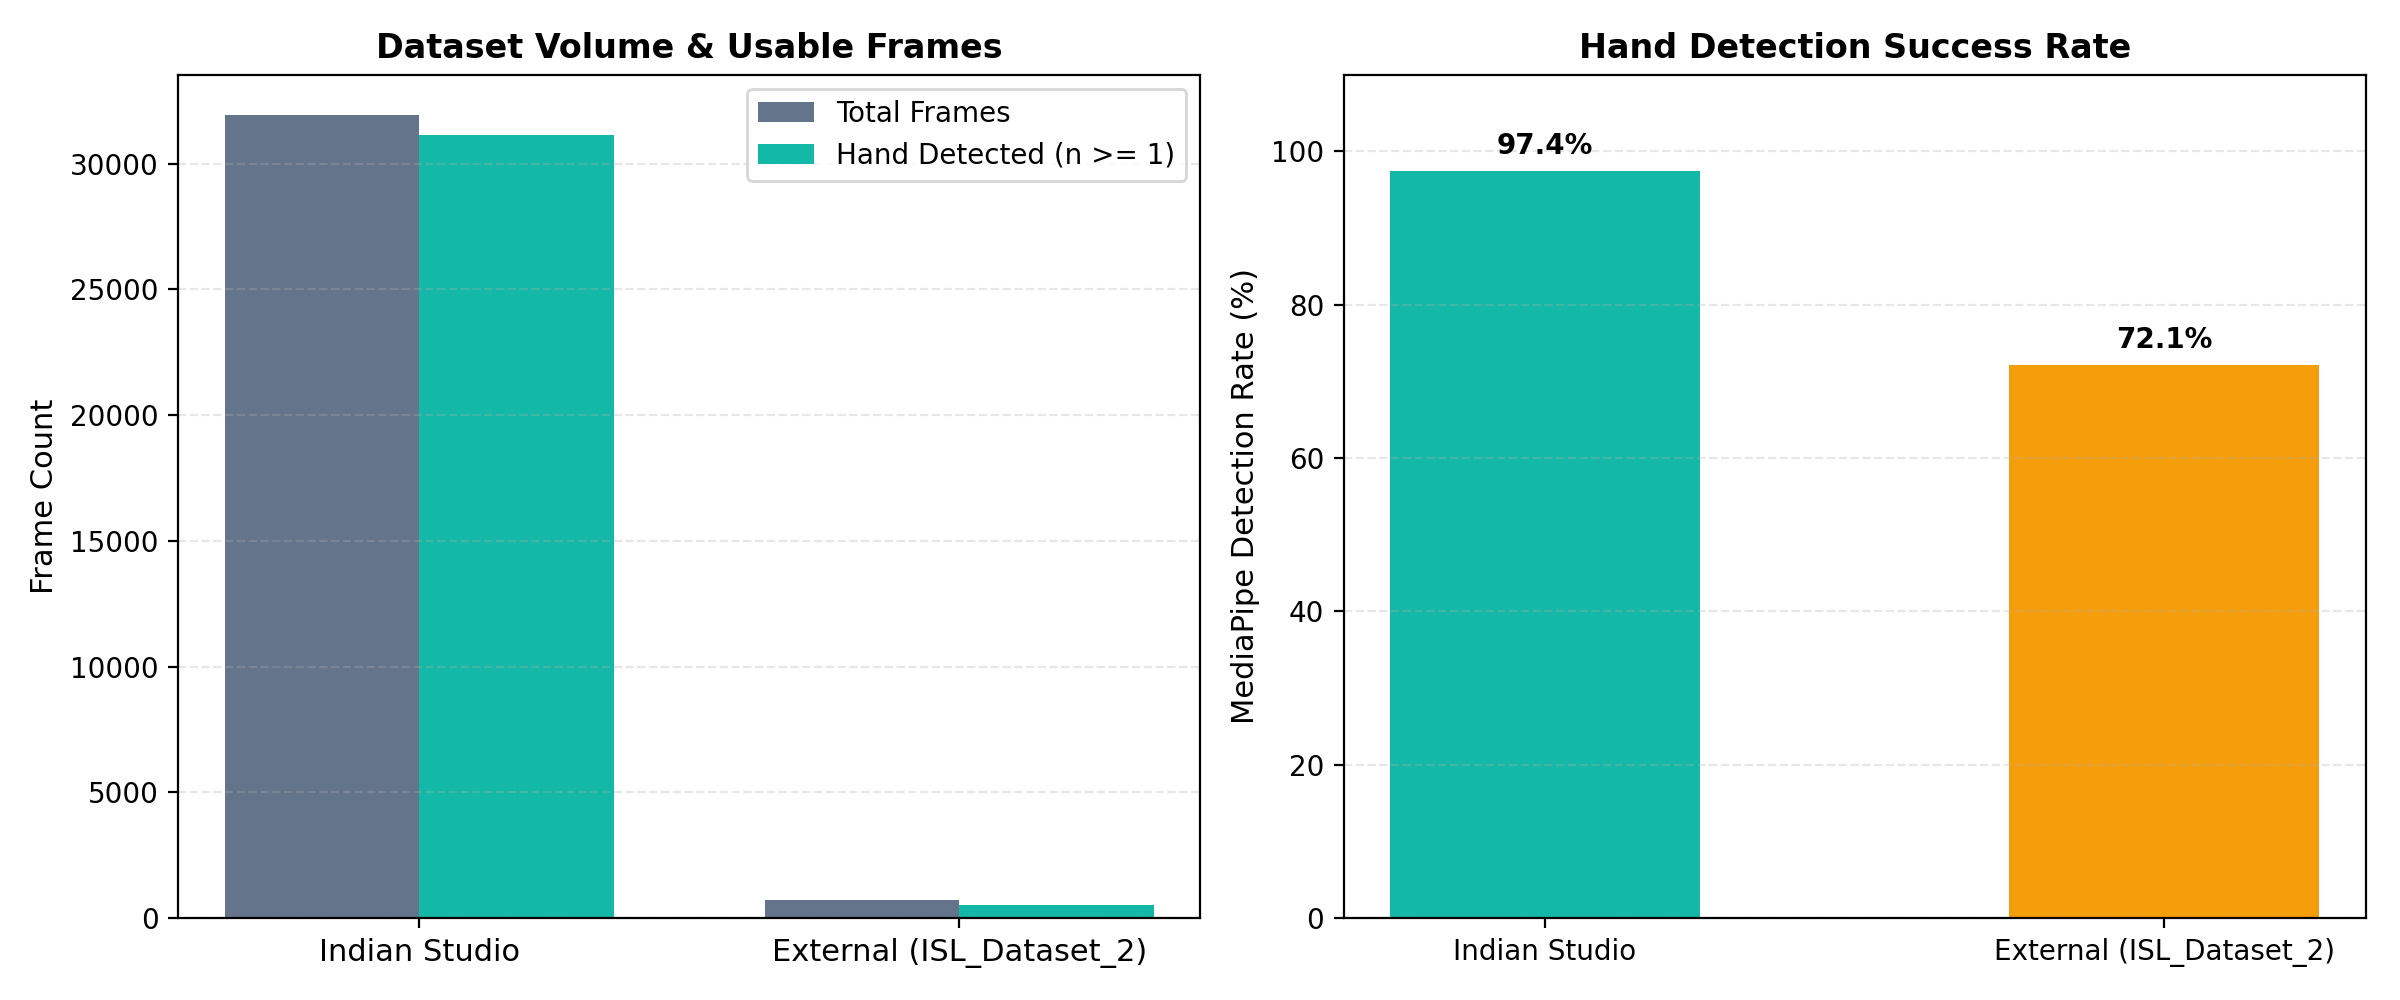 Dataset Volume & Usable Frames
Total Frames
Hand Detected (n >= 1)
Frame Count
30000
25000
20000
15000
10000
5000
0
Indian Studio
External (ISL_Dataset_2)
Hand Detection Success Rate
MediaPipe Detection Rate (%)
100
80
60
40
20
0
97.4%
72.1%
Indian Studio
External (ISL_Dataset_2)